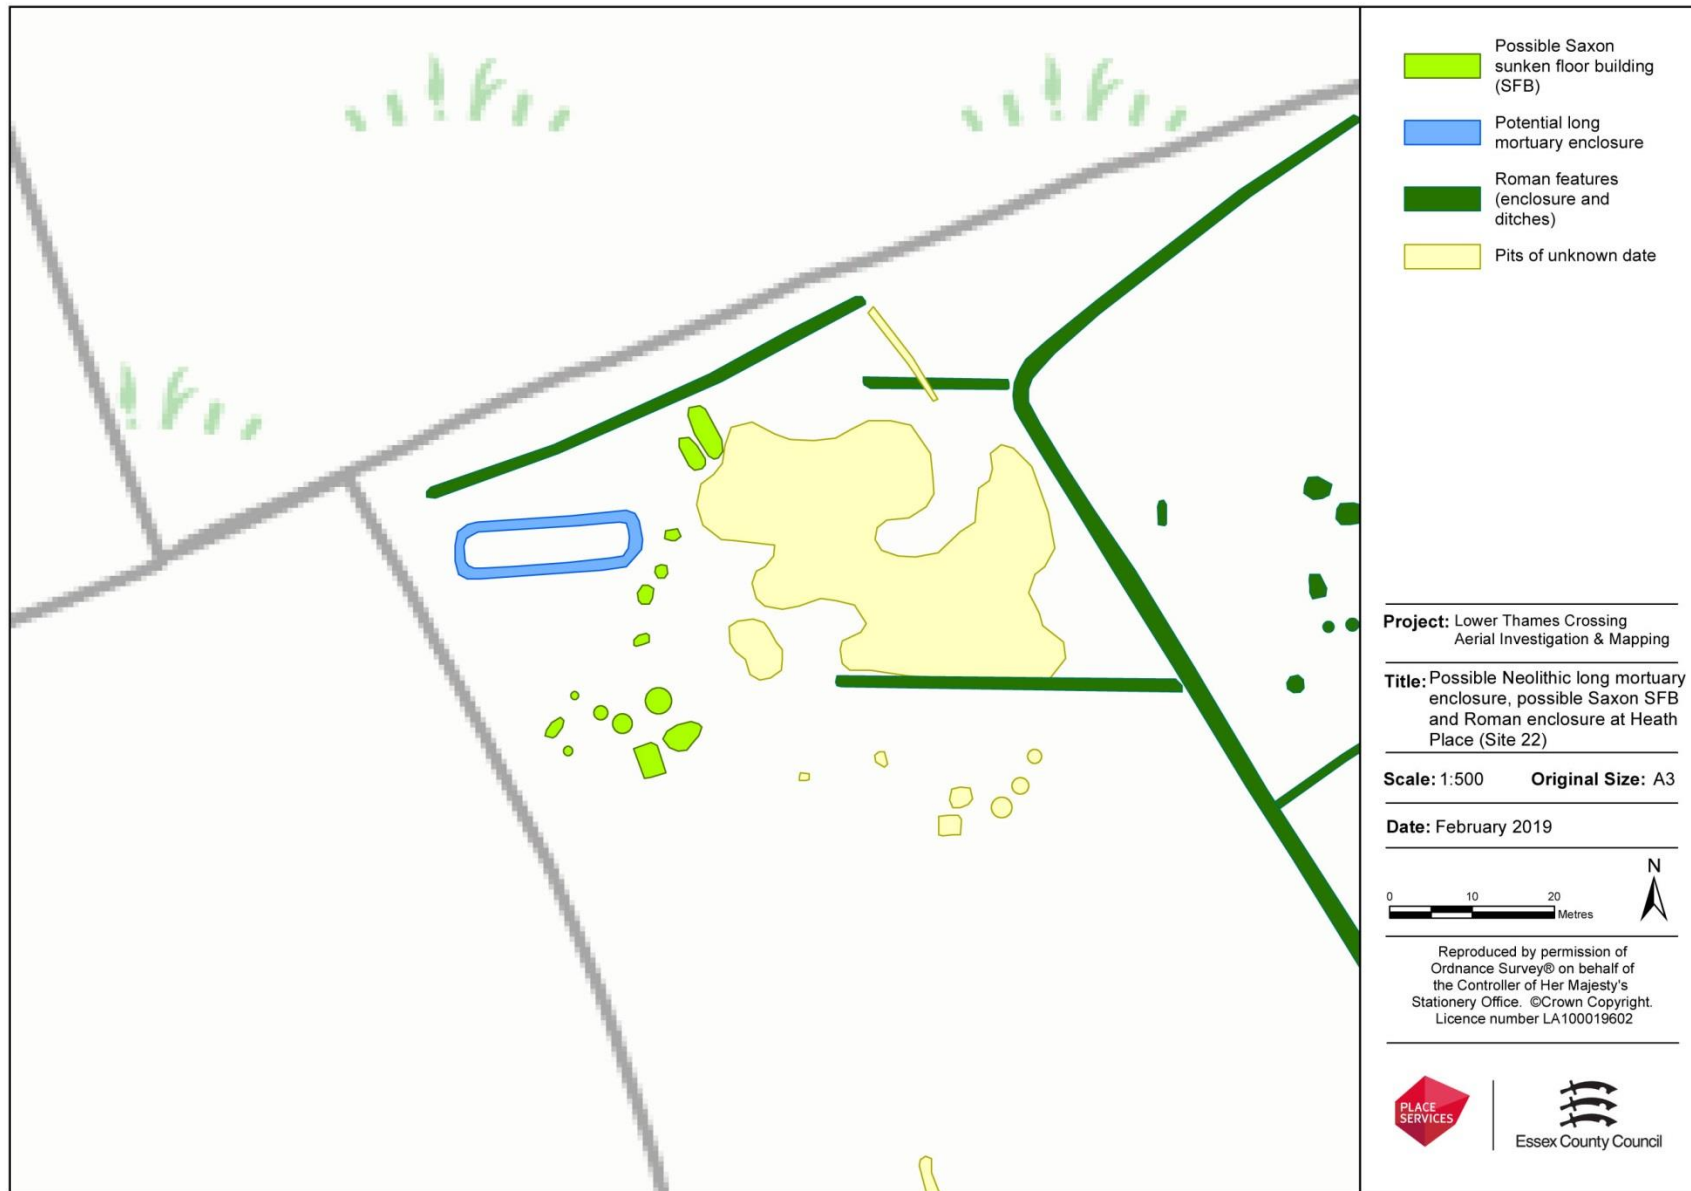 Possible Saxon
sunken floor building
(SFB)
Potential long
mortuary enclosure
Roman features
(enclosure and
ditches)
Pits of unknown date
Project: Lower Thames Crossing
Aerial Investigation & Mapping
Title: Possible Neolithic long mortuary
enclosure, possible Saxon SFB
and Roman enclosure at Heath
Place (Site 22)
Scale: 1:500 Original Size: A3
Date: February 2019
N
0 10 20
Metres
Reproduced by permission of
Ordnance Survey® on behalf of
the Controller of Her Majesty's
Stationery Office. ©Crown Copyright.
Licence number LA100019602
PLACE
SERVICES
Essex County Council